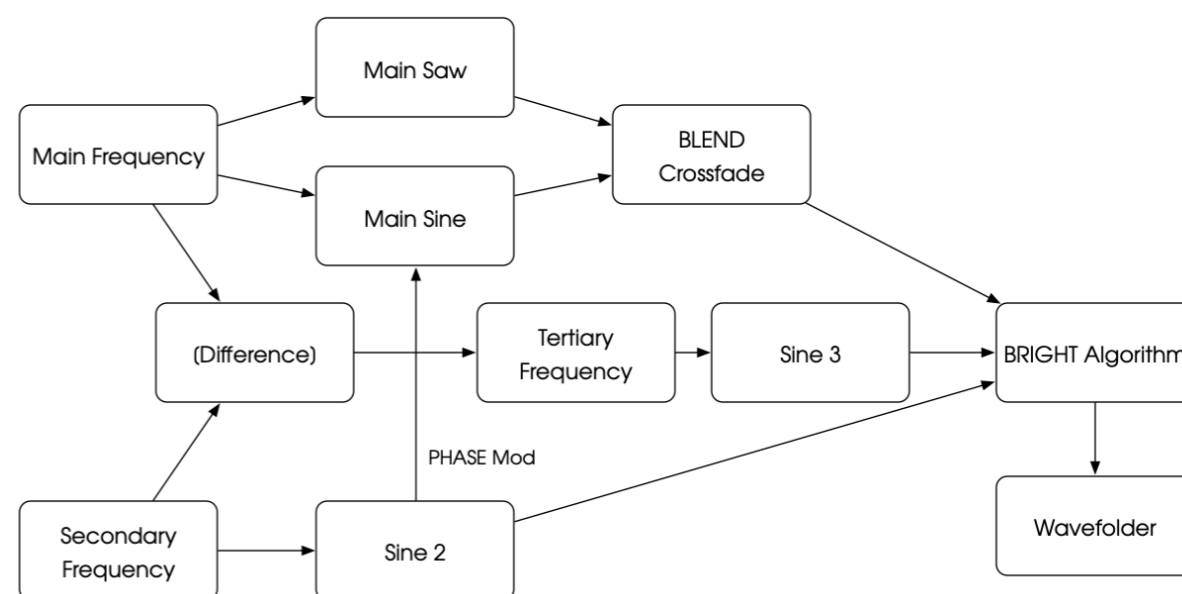 Main Saw
Main Frequency
BLEND
Crossfade
Main Sine
(Difference)
Tertiary
Frequency
Sine 3
BRIGHT Algorithm
PHASE Mod
Secondary
Frequency
Sine 2
Wavefolder